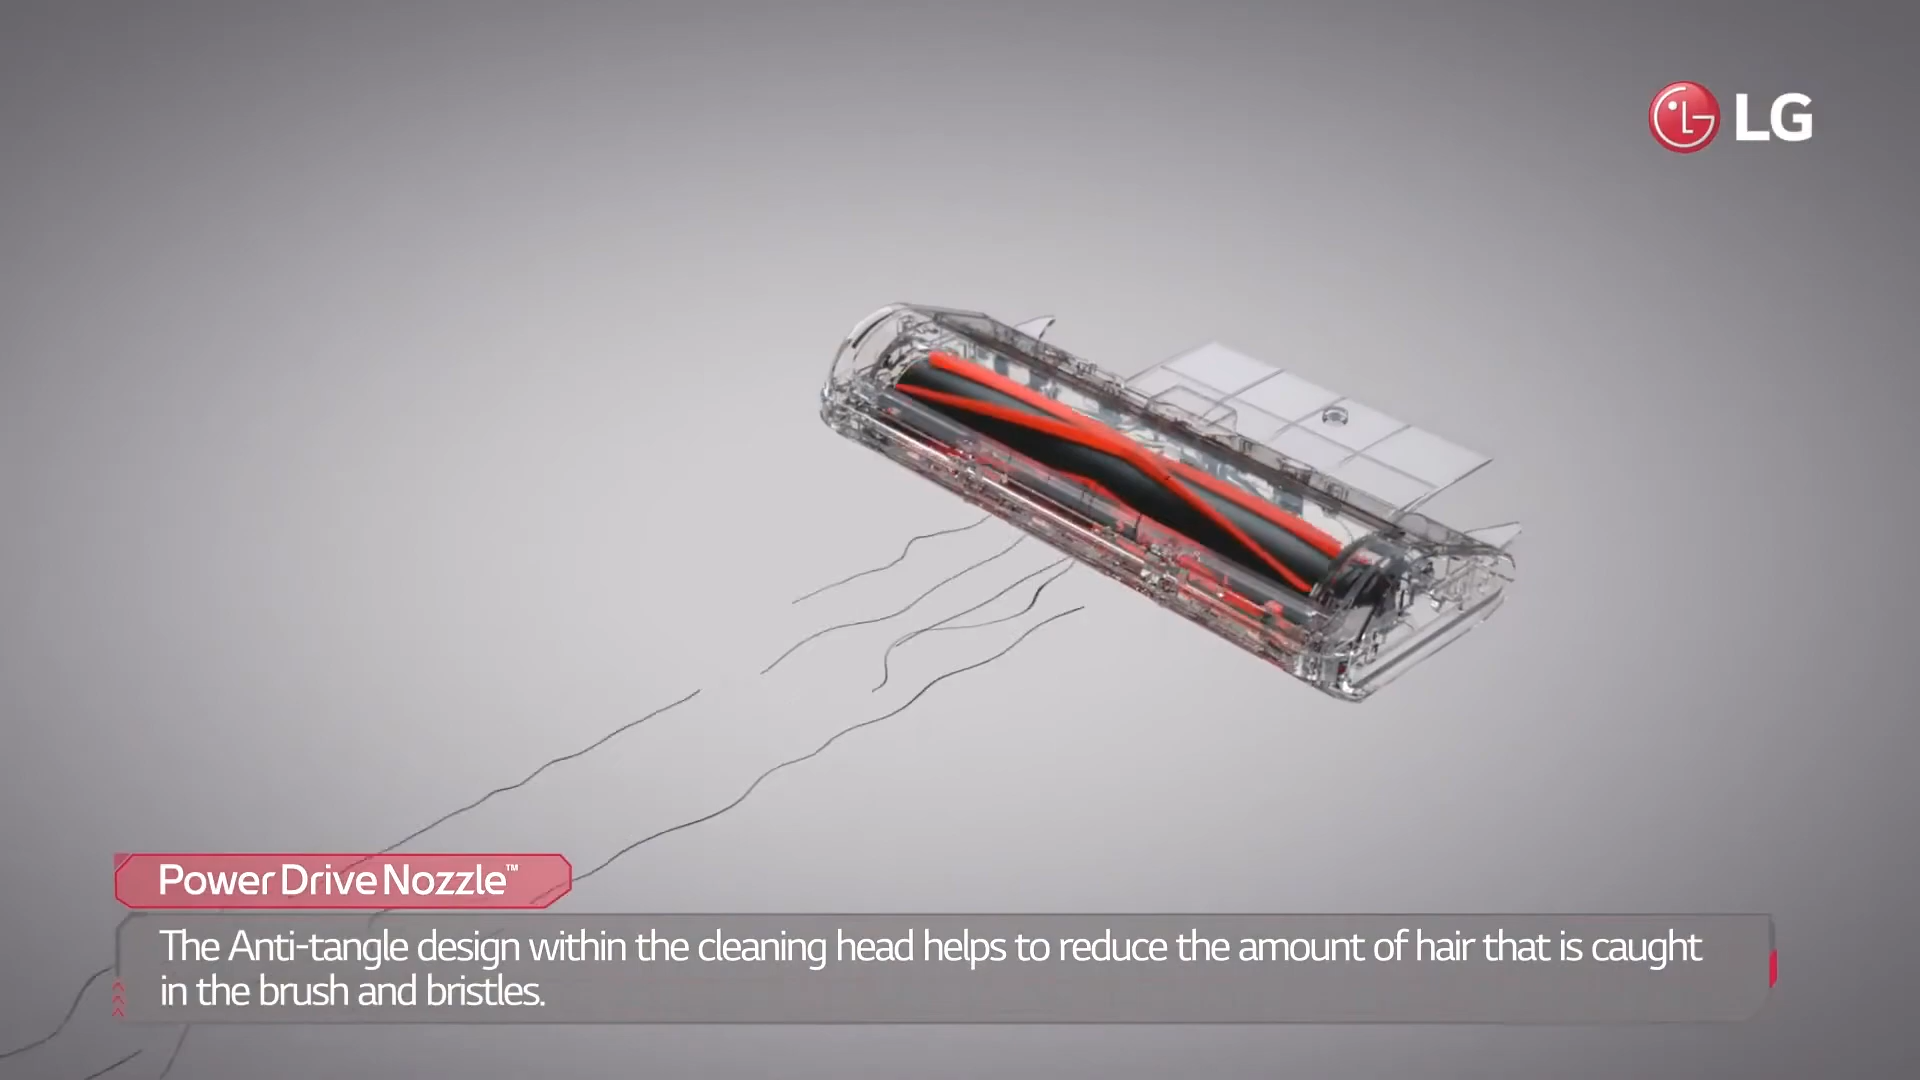 LG
Power Drive Nozzle™
The Anti-tangle design within the cleaning head helps to reduce the amount of hair that is caught
in the brush and bristles.